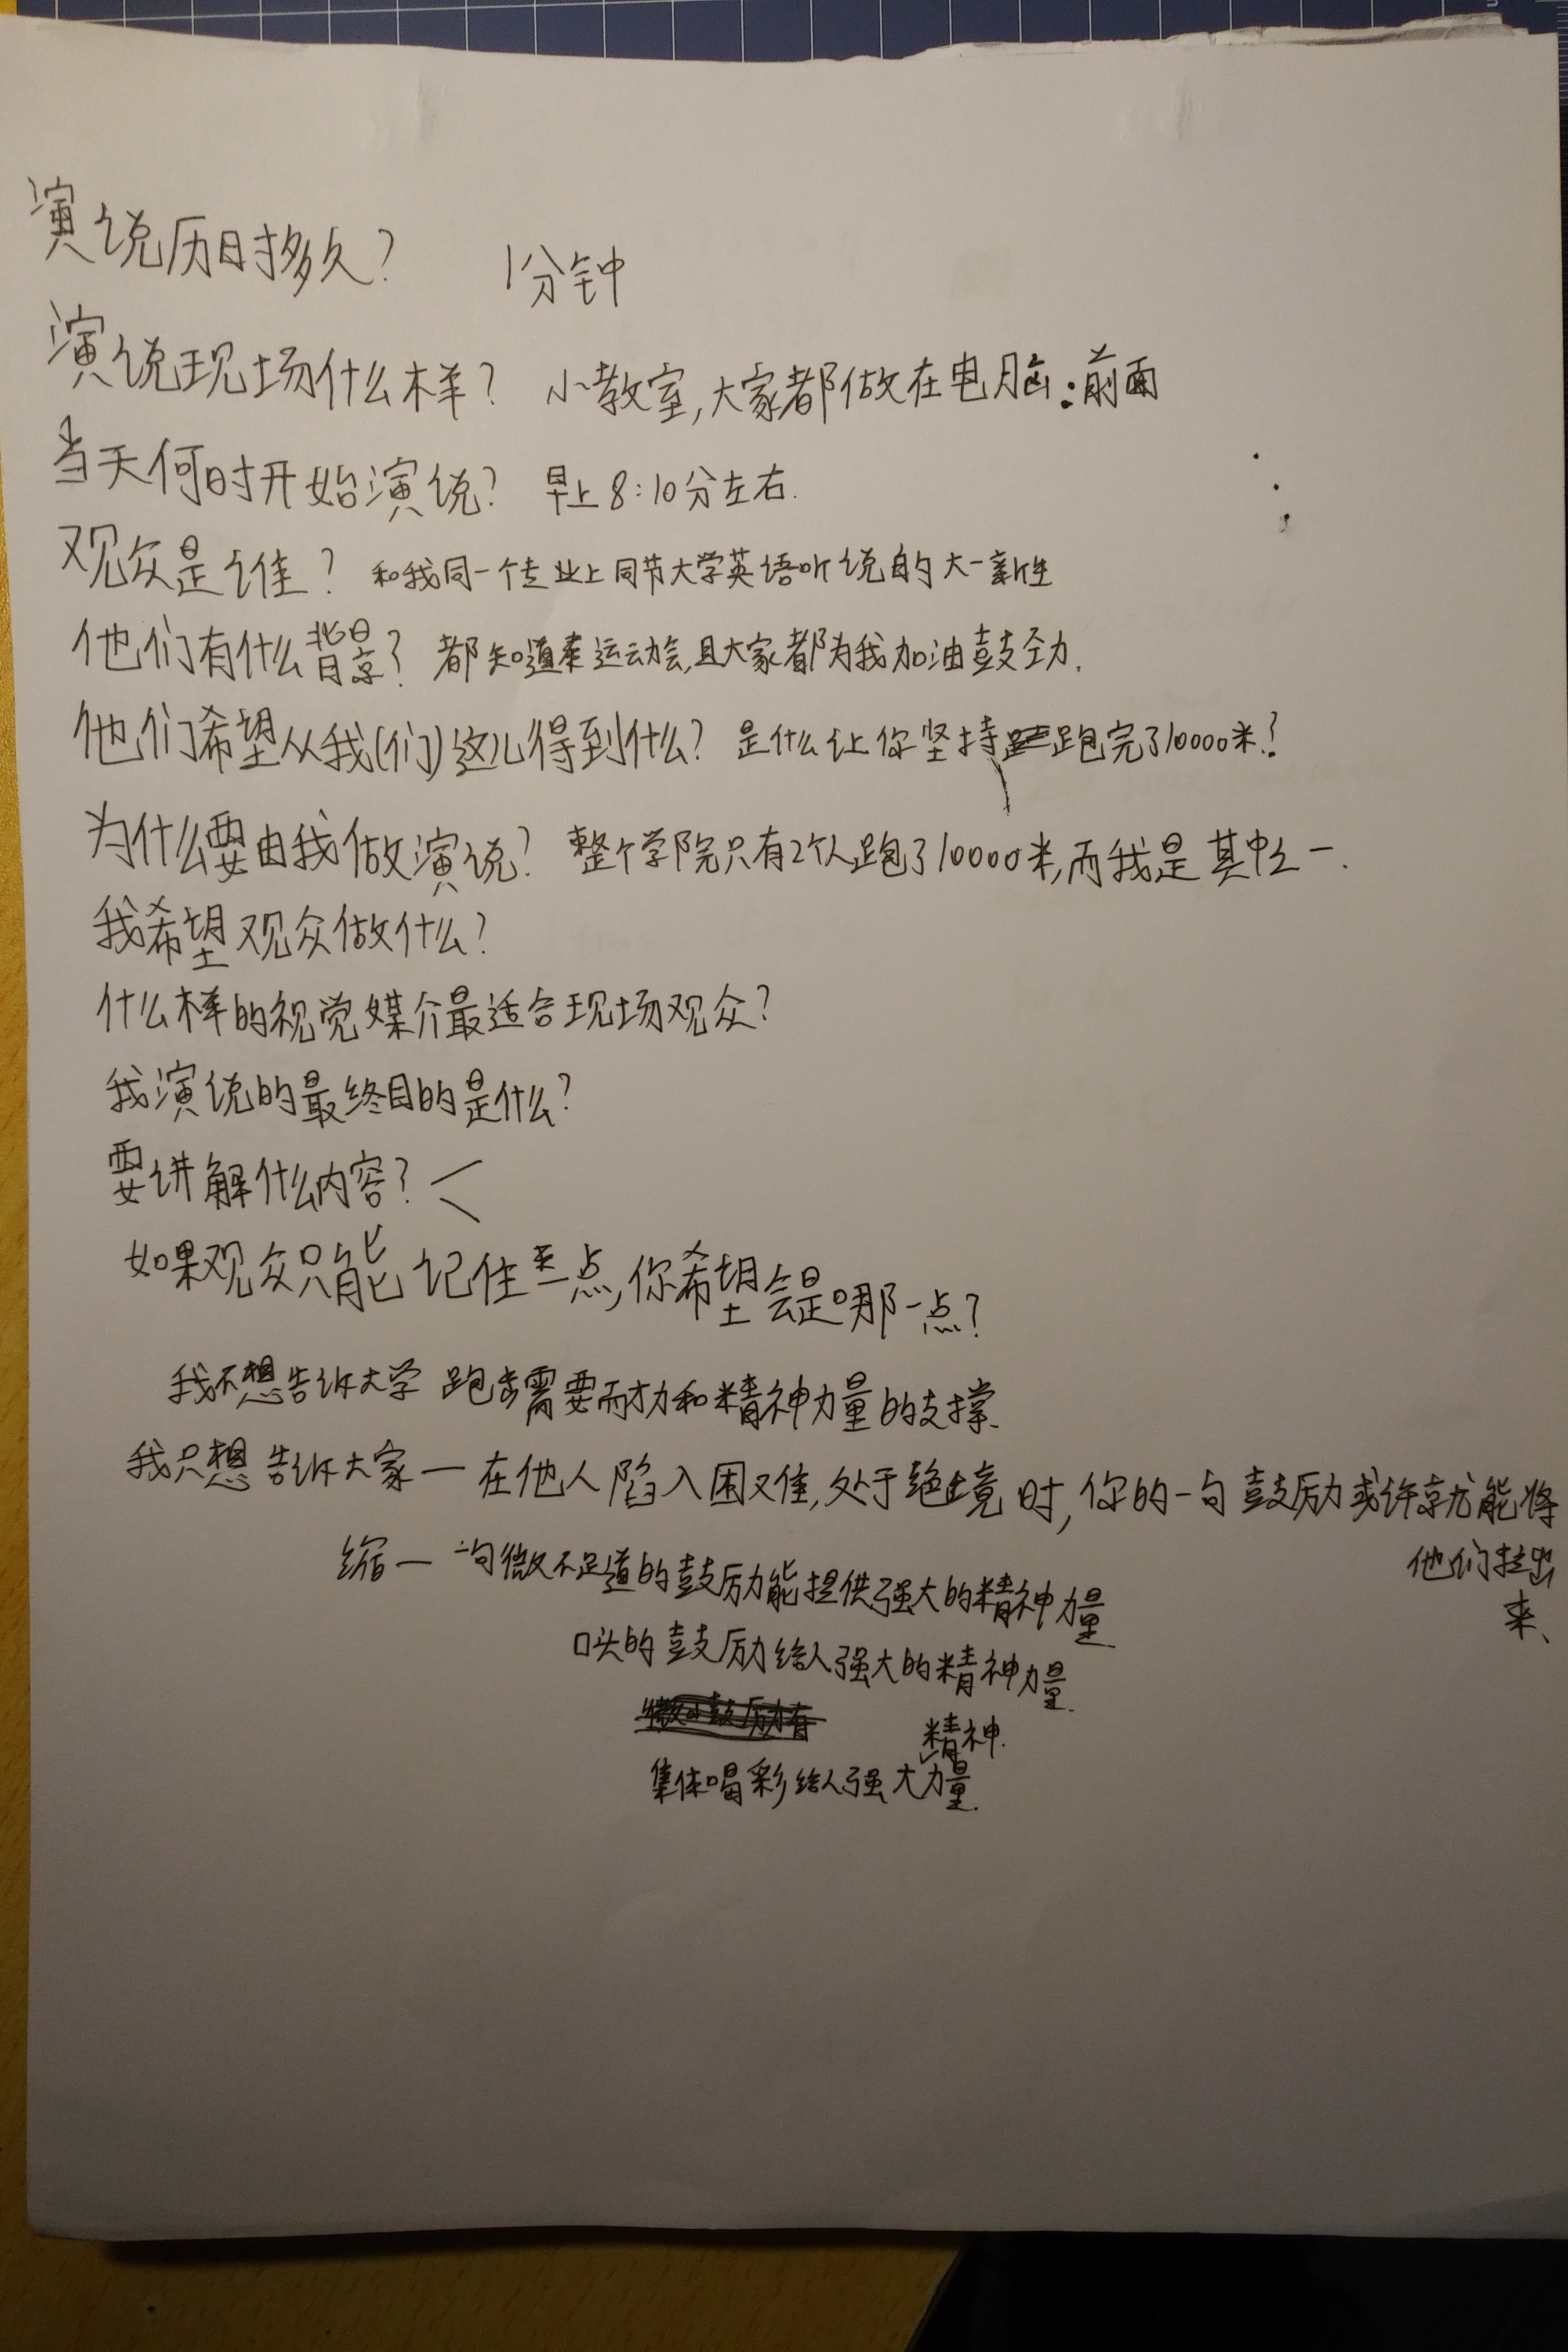 演说历时多久？ 1分钟
演说现场什么样？ 小教室,大家都做在电脑:前面
当天何时开始演说？ 早上8:10分左右.
观众是谁？ 和我同一个专业上同节大学英语听说的大一新生
他们有什么背景？ 都知道 运动会,且大家都为我加油鼓劲.
他们希望从我(们)这儿得到什么？ 是什么让你坚持跑完了10000米？
为什么要由我做演说？ 整个学院只有2个人跑了10000米,而我是其中之一.
我希望观众做什么？
什么样的视觉媒介最适合现场观众？
我演说的最终目的是什么？
要讲解什么内容？
如果观众只能记住一点,你希望会是哪一点？
我不想告诉大学 跑步需要耐力和精神力量的支撑.
我只想告诉大家—在他人陷入困难,处于绝境时,你的一句鼓励或许就能将
他们拉出
来、
缩— 一句微不足道的鼓励能提供强大的精神力量
口头的鼓励给人强大的精神力量.
精神.
集体喝彩给人强大力量.